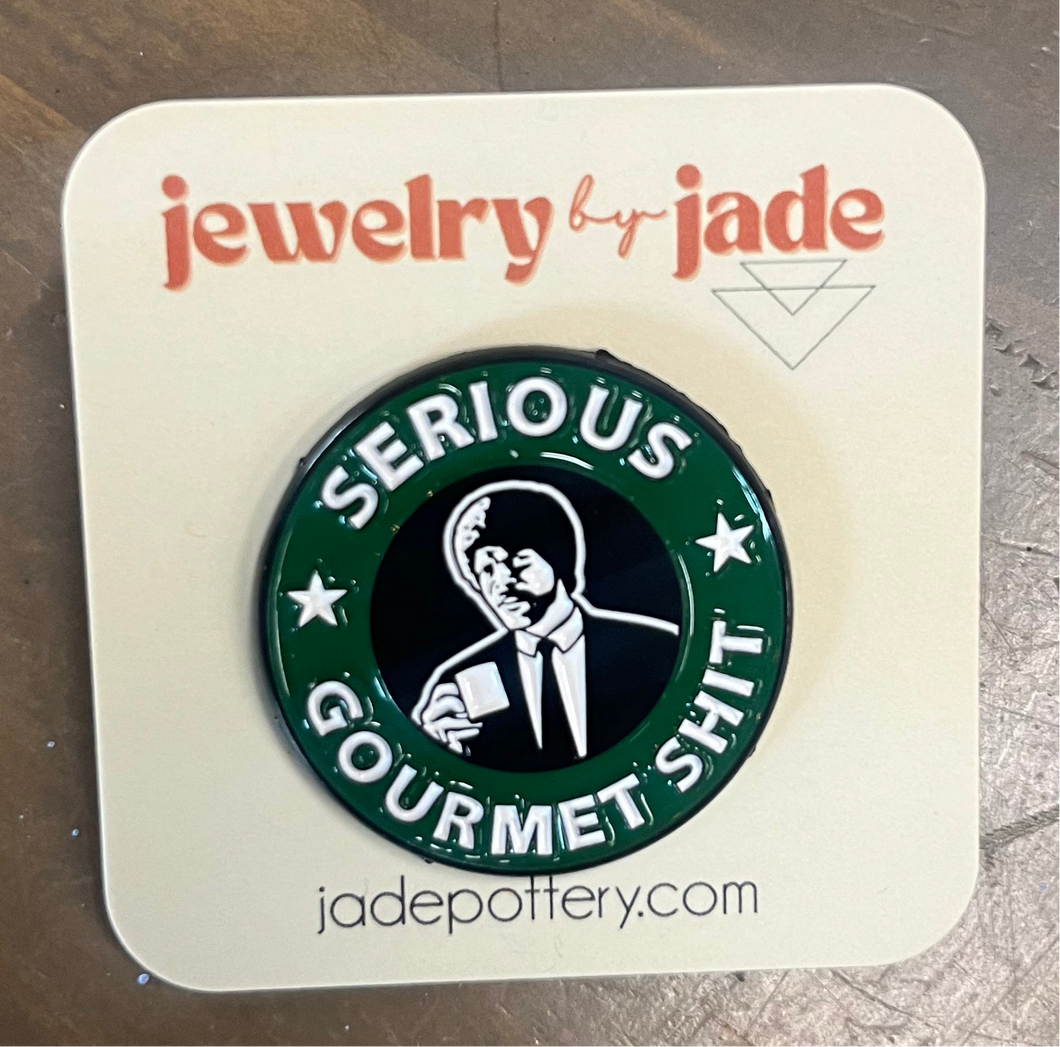 jewelry by jade
SERIOUS
GOURMET SHIT
jadepottery.com